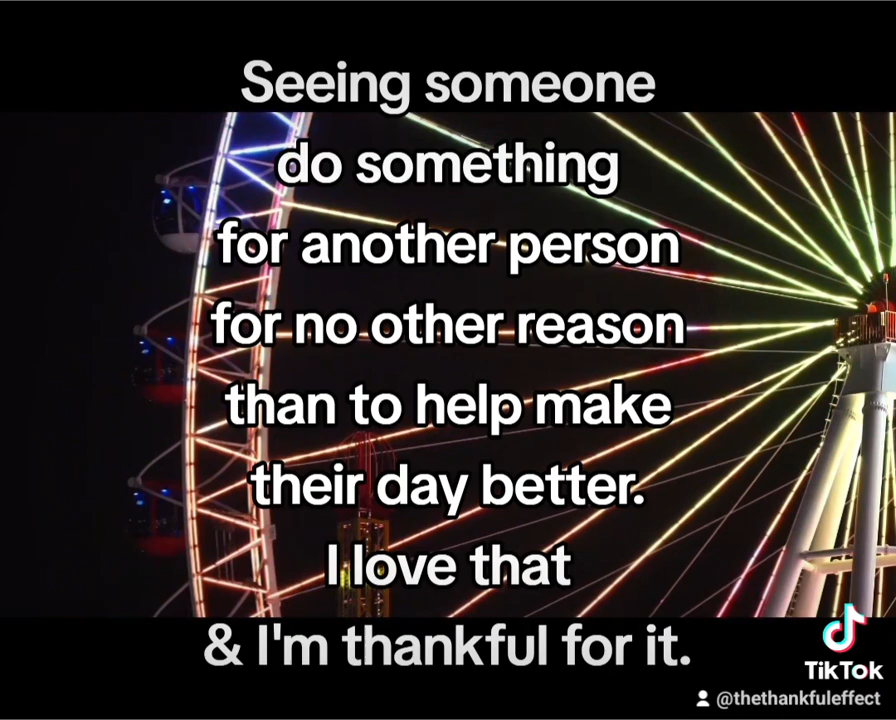 Seeing someone
do something
for another person
for no other reason
than to help make
their day better.
I love that
& I'm thankful for it.
TikTok
@thethankfuleffect